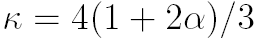 κ = 4(1 + 2α)/3